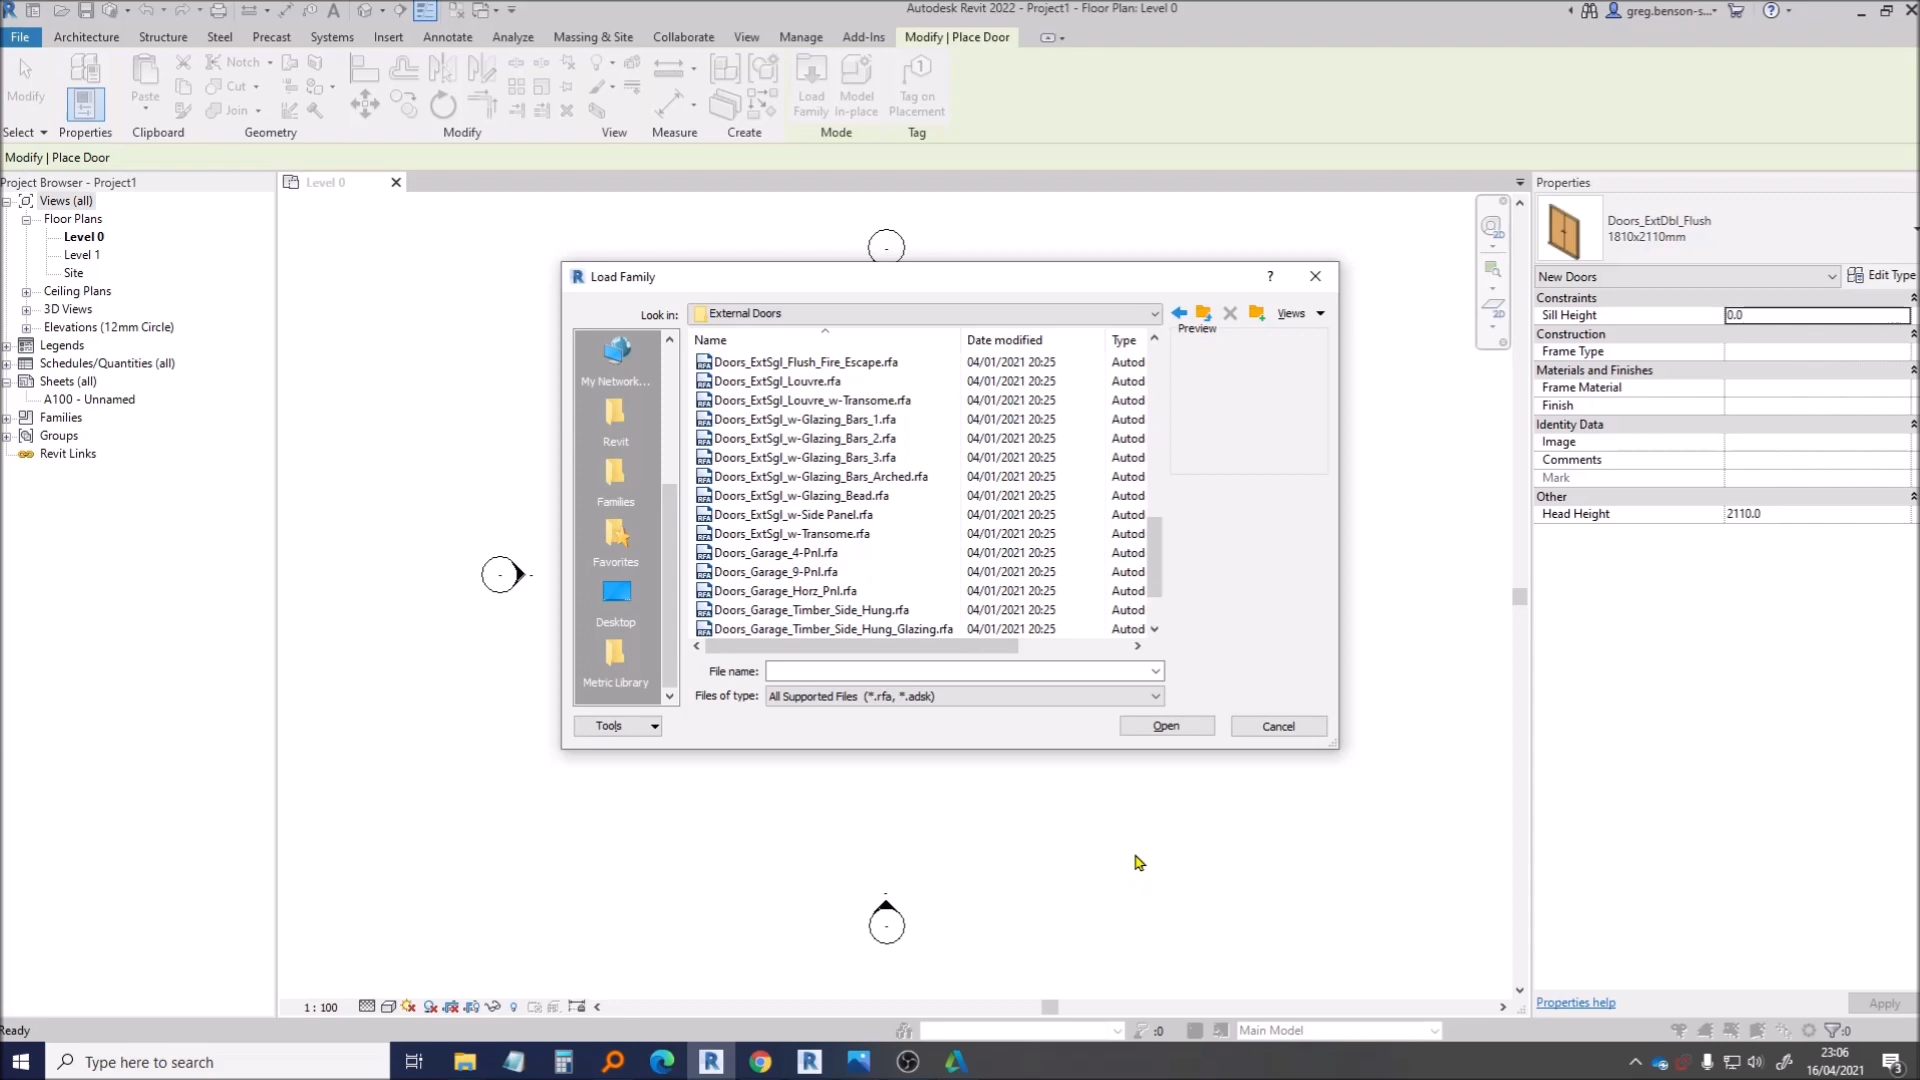 Autodesk Revit 2022 - Project1 - Floor Plan: Level 0
greg.benson-s...
File Architecture Structure Steel Precast Systems Insert Annotate Analyze Massing & Site Collaborate View Manage Add-Ins Modify | Place Door
Modify
Paste
Notch
Cut
Join
Load Family
Model In-place
Tag on Placement
Select Properties Clipboard Geometry Modify View Measure Create Mode Tag
Modify | Place Door
Project Browser - Project1
Views (all)
Floor Plans
Level 0
Level 1
Site
Ceiling Plans
3D Views
Elevations (12mm Circle)
Legends
Schedules/Quantities (all)
Sheets (all)
A100 - Unnamed
Families
Groups
Revit Links
Level 0
2D
2D
Load Family
Look in: External Doors
Views
My Network...
Revit
Families
Favorites
Desktop
Metric Library
Name Date modified Type
Doors_ExtSgl_Flush_Fire_Escape.rfa 04/01/2021 20:25 Autod
Doors_ExtSgl_Louvre.rfa 04/01/2021 20:25 Autod
Doors_ExtSgl_Louvre_w-Transome.rfa 04/01/2021 20:25 Autod
Doors_ExtSgl_w-Glazing_Bars_1.rfa 04/01/2021 20:25 Autod
Doors_ExtSgl_w-Glazing_Bars_2.rfa 04/01/2021 20:25 Autod
Doors_ExtSgl_w-Glazing_Bars_3.rfa 04/01/2021 20:25 Autod
Doors_ExtSgl_w-Glazing_Bars_Arched.rfa 04/01/2021 20:25 Autod
Doors_ExtSgl_w-Glazing_Bead.rfa 04/01/2021 20:25 Autod
Doors_ExtSgl_w-Side Panel.rfa 04/01/2021 20:25 Autod
Doors_ExtSgl_w-Transome.rfa 04/01/2021 20:25 Autod
Doors_Garage_4-Pnl.rfa 04/01/2021 20:25 Autod
Doors_Garage_9-Pnl.rfa 04/01/2021 20:25 Autod
Doors_Garage_Horz_Pnl.rfa 04/01/2021 20:25 Autod
Doors_Garage_Timber_Side_Hung.rfa 04/01/2021 20:25 Autod
Doors_Garage_Timber_Side_Hung_Glazing.rfa 04/01/2021 20:25 Autod
Preview
File name:
Files of type: All Supported Files (*.rfa, *.adsk)
Tools Open Cancel
Properties
Doors_ExtDbl_Flush
1810x2110mm
New Doors Edit Type
Constraints
Sill Height 0.0
Construction
Frame Type
Materials and Finishes
Frame Material
Finish
Identity Data
Image
Comments
Mark
Other
Head Height 2110.0
Properties help Apply
1 : 100
Ready
:0
Main Model
:0
Type here to search
23:06
16/04/2021
3